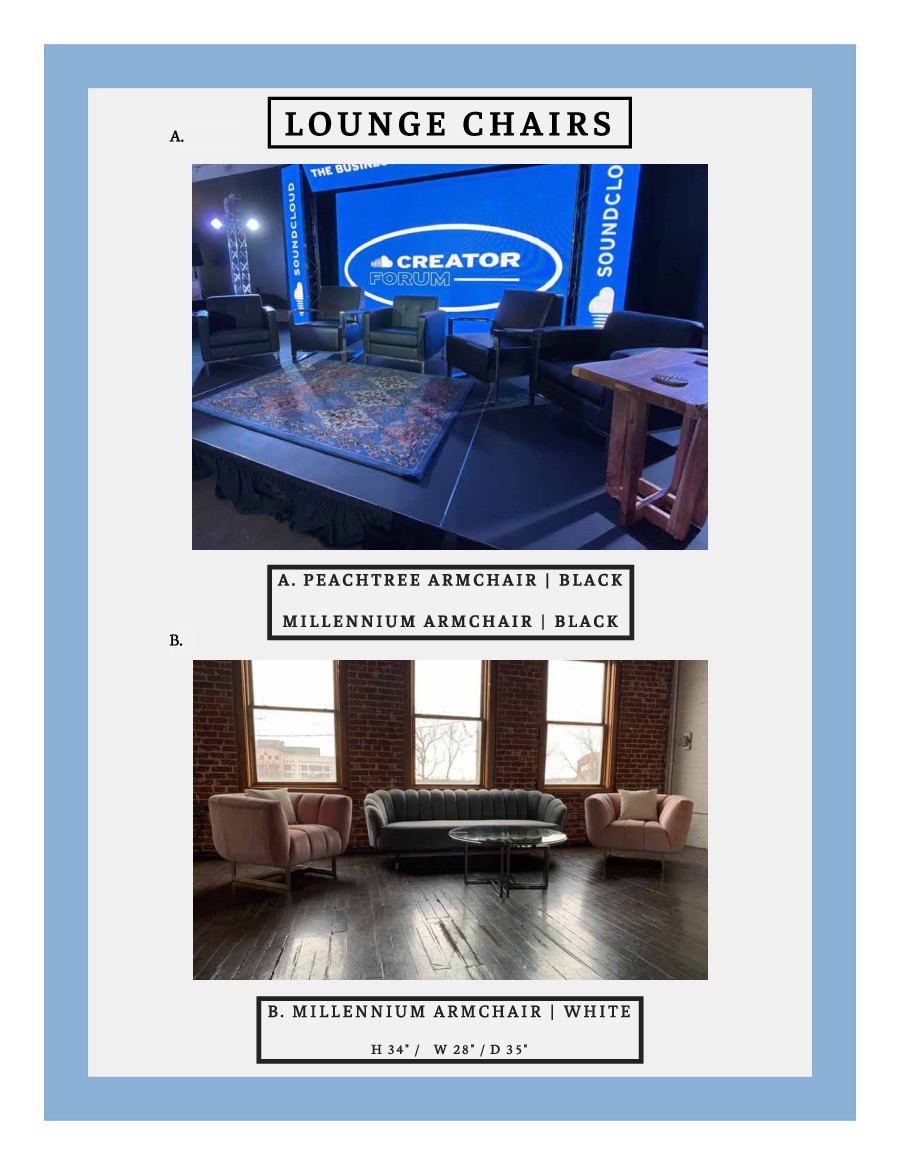 LOUNGE CHAIRS
A.
THE BUSINE
SOUNDCLOUD
SOUNDCLO
CREATOR
FORUM
A. PEACHTREE ARMCHAIR | BLACK
MILLENNIUM ARMCHAIR | BLACK
B.
B. MILLENNIUM ARMCHAIR | WHITE
H 34" / W 28" / D 35"